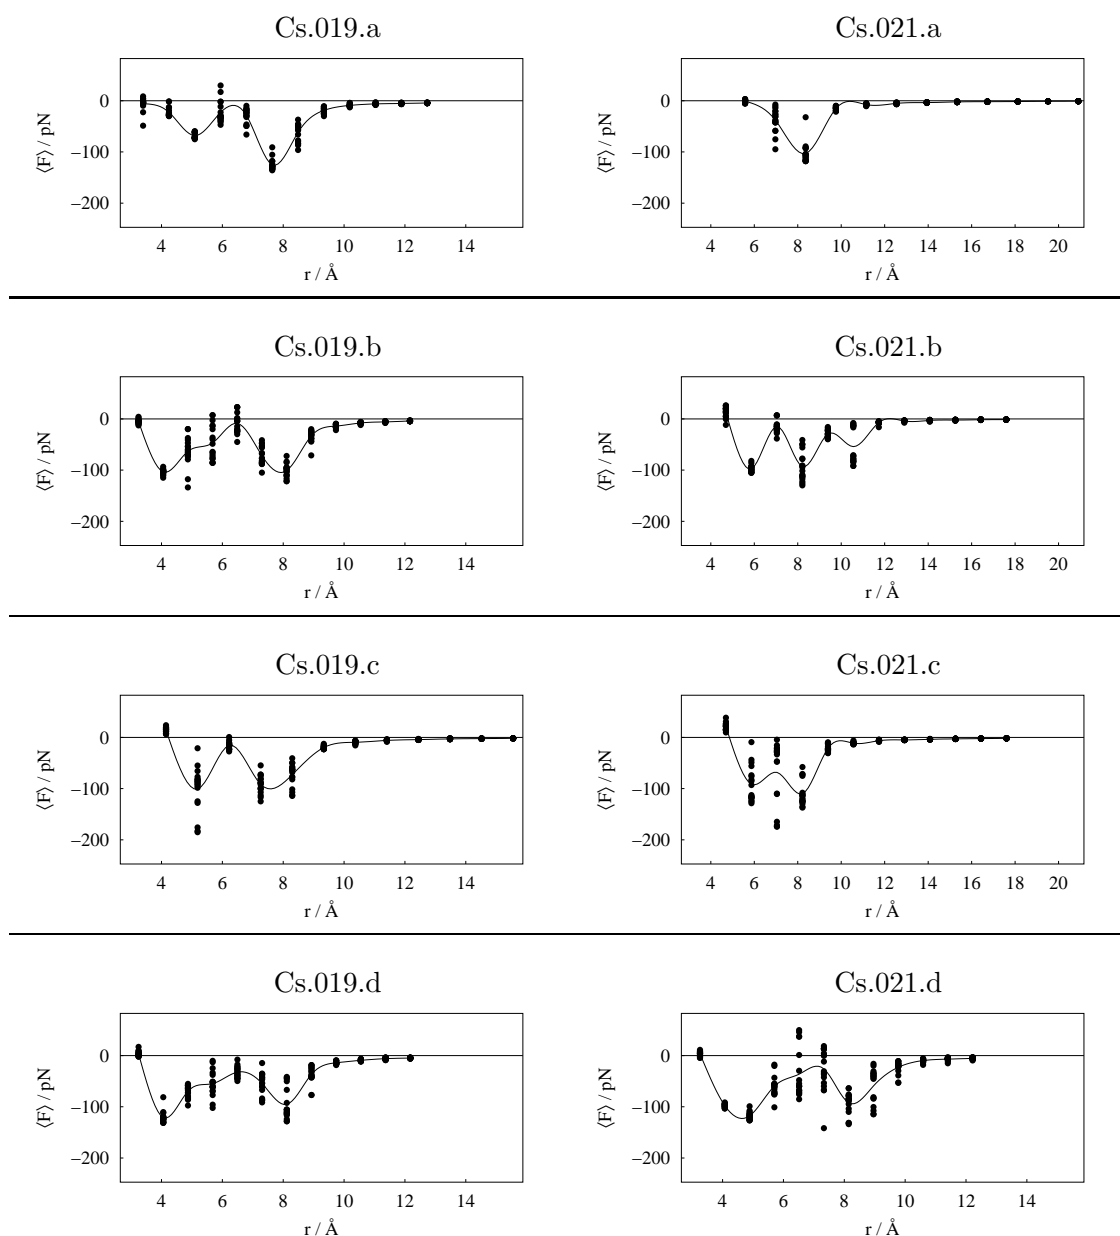 Cs.019.a
Cs.021.a
0
−100
−200
⟨F⟩ / pN
4 6 8 10 12 14
r / Å
0
−100
−200
⟨F⟩ / pN
4 6 8 10 12 14 16 18 20
r / Å
Cs.019.b
Cs.021.b
0
−100
−200
⟨F⟩ / pN
4 6 8 10 12 14
r / Å
0
−100
−200
⟨F⟩ / pN
4 6 8 10 12 14 16 18 20
r / Å
Cs.019.c
Cs.021.c
0
−100
−200
⟨F⟩ / pN
4 6 8 10 12 14
r / Å
0
−100
−200
⟨F⟩ / pN
4 6 8 10 12 14 16 18 20
r / Å
Cs.019.d
Cs.021.d
0
−100
−200
⟨F⟩ / pN
4 6 8 10 12 14
r / Å
0
−100
−200
⟨F⟩ / pN
4 6 8 10 12 14
r / Å